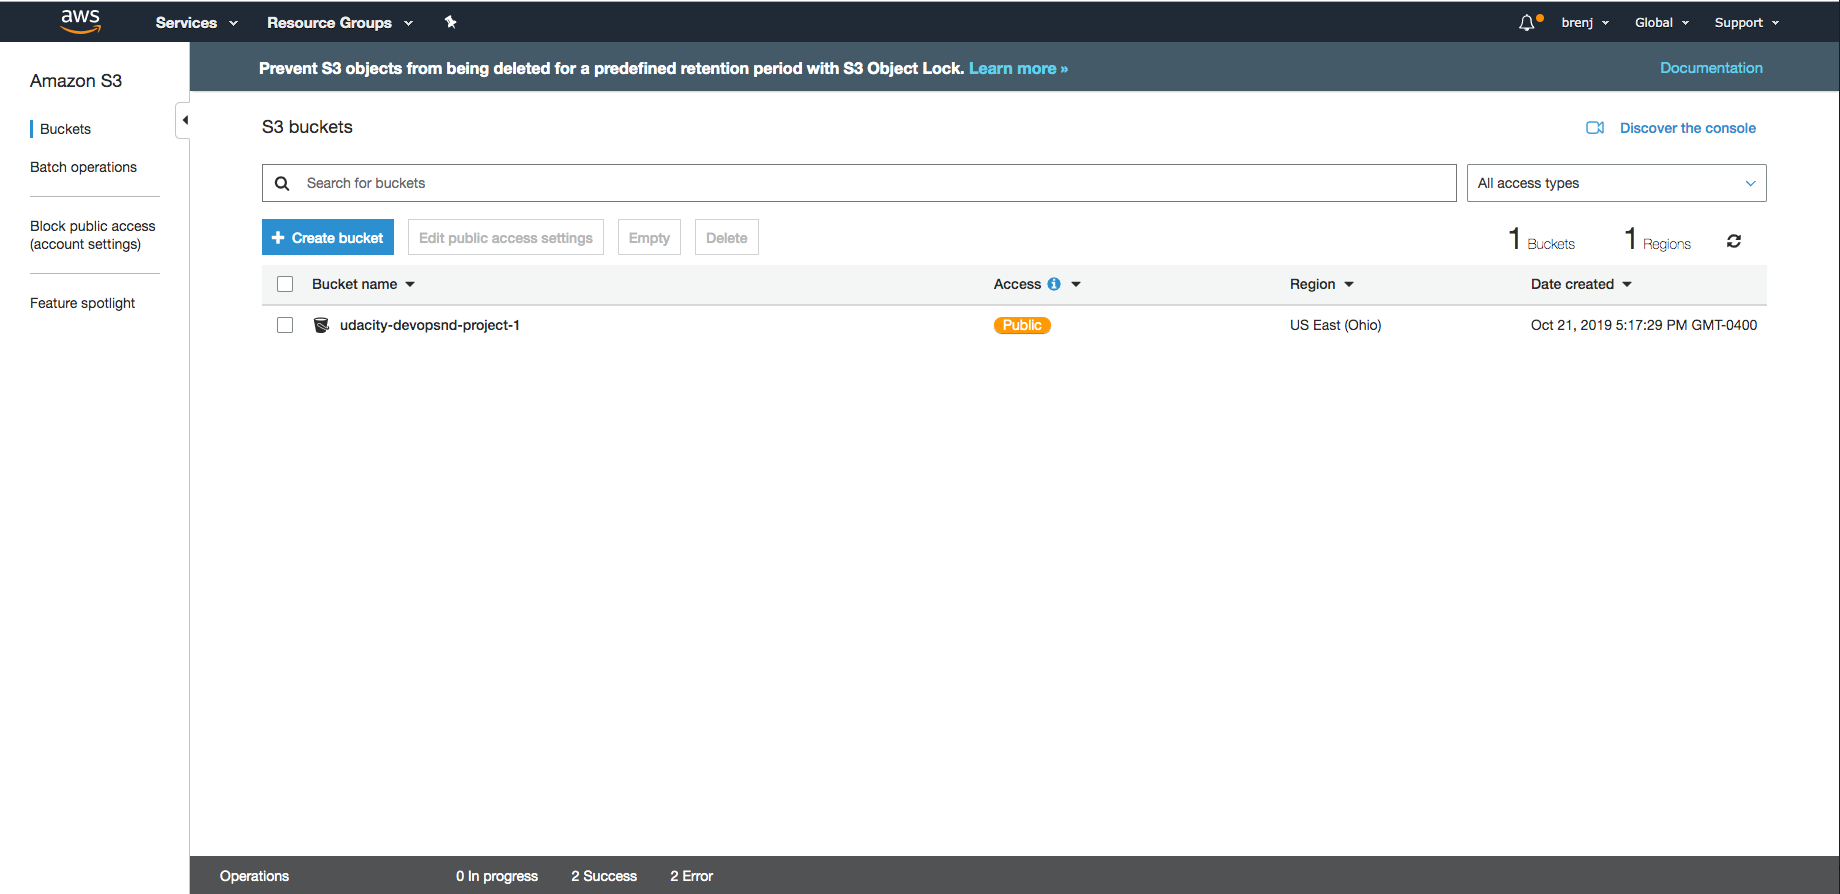 aws Services Resource Groups brenj Global Support
Amazon S3
Buckets
Batch operations
Block public access
(account settings)
Feature spotlight
Prevent S3 objects from being deleted for a predefined retention period with S3 Object Lock. Learn more » Documentation
S3 buckets Discover the console
Search for buckets All access types
Create bucket Edit public access settings Empty Delete 1 Buckets 1 Regions
Bucket name Access Region Date created
udacity-devopsnd-project-1 Public US East (Ohio) Oct 21, 2019 5:17:29 PM GMT-0400
Operations 0 In progress 2 Success 2 Error